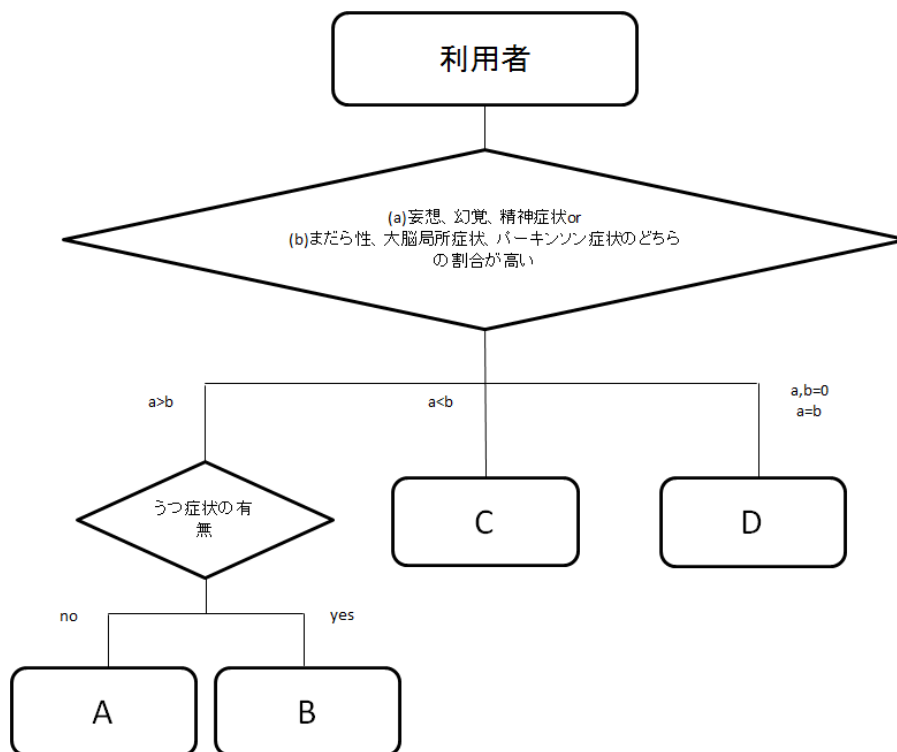 利用者
(a)妄想、幻覚、精神症状or
(b)まだら性、大脳局所症状、パーキンソン症状のどちら
の割合が高い
a>b
a<b
a,b=0
a=b
うつ症状の有
無
C
D
no
yes
A
B